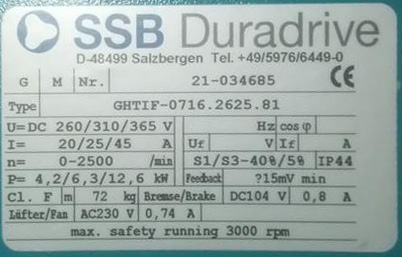 SSB Duradrive
D-48499 Salzbergen Tel. +49/5976/6449-0
G M Nr. 21-034685 CE
Type GHTIF-0716.2625.81
U=DC 260/310/365 V Hz cos φ
I= 20/25/45 A Uf V If A
n= 0-2500 /min S1/S3-40%/5% IP44
P= 4,2/6,3/12,6 kW Feedback ?15mV min
Cl. F m 72 kg Bremse/Brake DC104 V 0,8 A
Lüfter/Fan AC230 V 0,74 A
max. safety running 3000 rpm